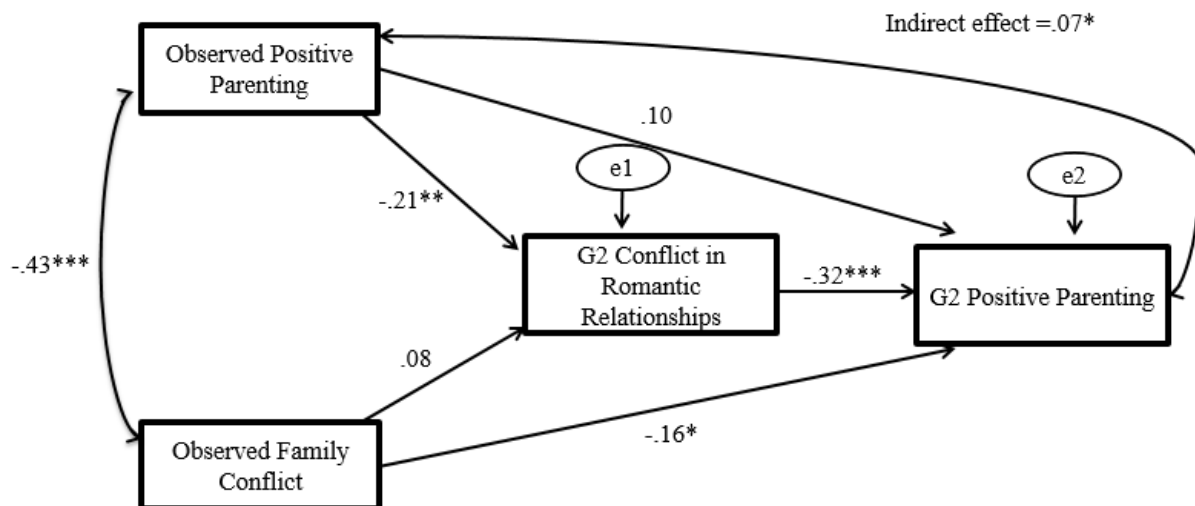 Indirect effect =.07*
Observed Positive
Parenting
.10
e1
e2
-.21**
-.43***
G2 Conflict in
Romantic
Relationships
-.32***
G2 Positive Parenting
.08
-.16*
Observed Family
Conflict